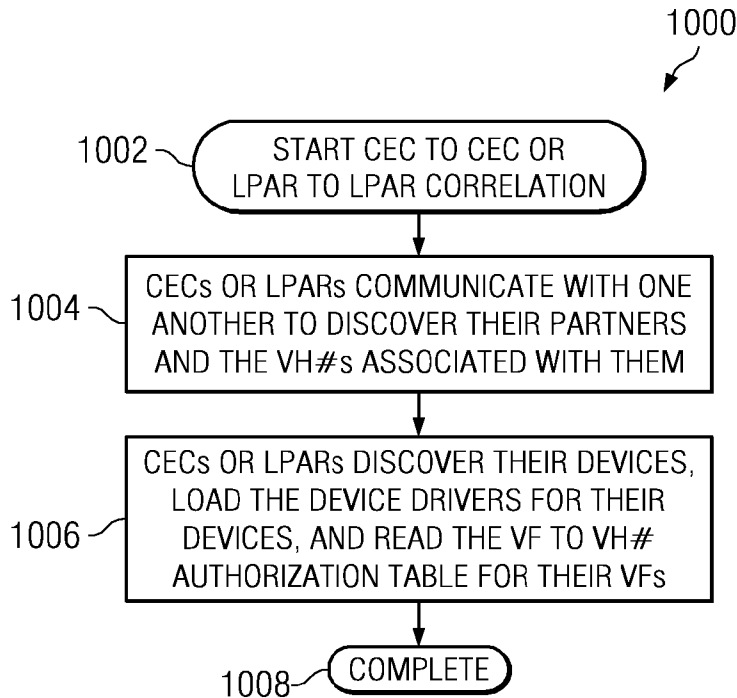 1000
1002
START CEC TO CEC OR
LPAR TO LPAR CORRELATION
1004
CECs OR LPARs COMMUNICATE WITH ONE
ANOTHER TO DISCOVER THEIR PARTNERS
AND THE VH#s ASSOCIATED WITH THEM
1006
CECs OR LPARs DISCOVER THEIR DEVICES,
LOAD THE DEVICE DRIVERS FOR THEIR
DEVICES, AND READ THE VF TO VH#
AUTHORIZATION TABLE FOR THEIR VFs
1008
COMPLETE